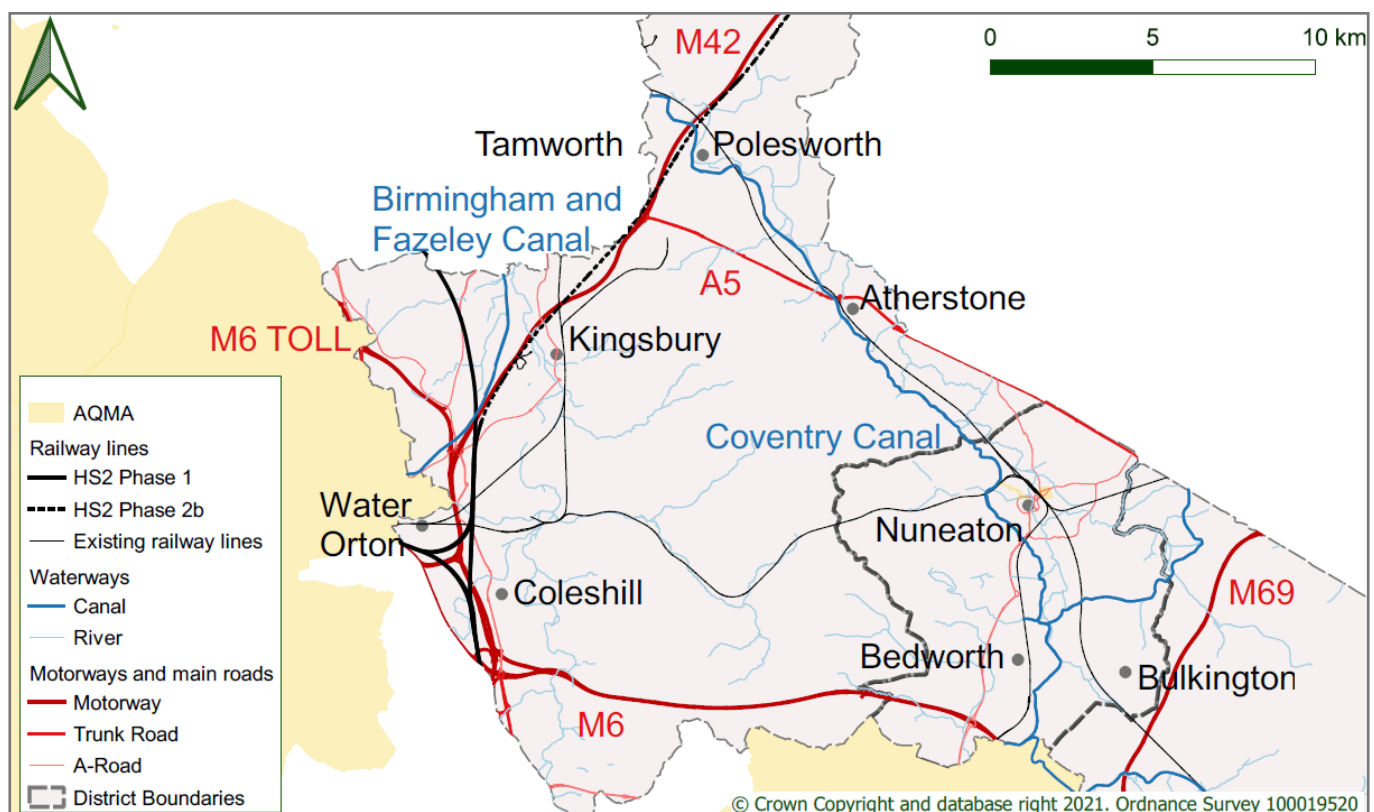 M42
0 5 10 km
Tamworth
Polesworth
Birmingham and
Fazeley Canal
A5
Atherstone
M6 TOLL
Kingsbury
Coventry Canal
Water
Orton
Nuneaton
Coleshill
M69
Bedworth
Bulkington
M6
AQMA
Railway lines
HS2 Phase 1
HS2 Phase 2b
Existing railway lines
Waterways
Canal
River
Motorways and main roads
Motorway
Trunk Road
A-Road
District Boundaries
© Crown Copyright and database right 2021. Ordnance Survey 100019520